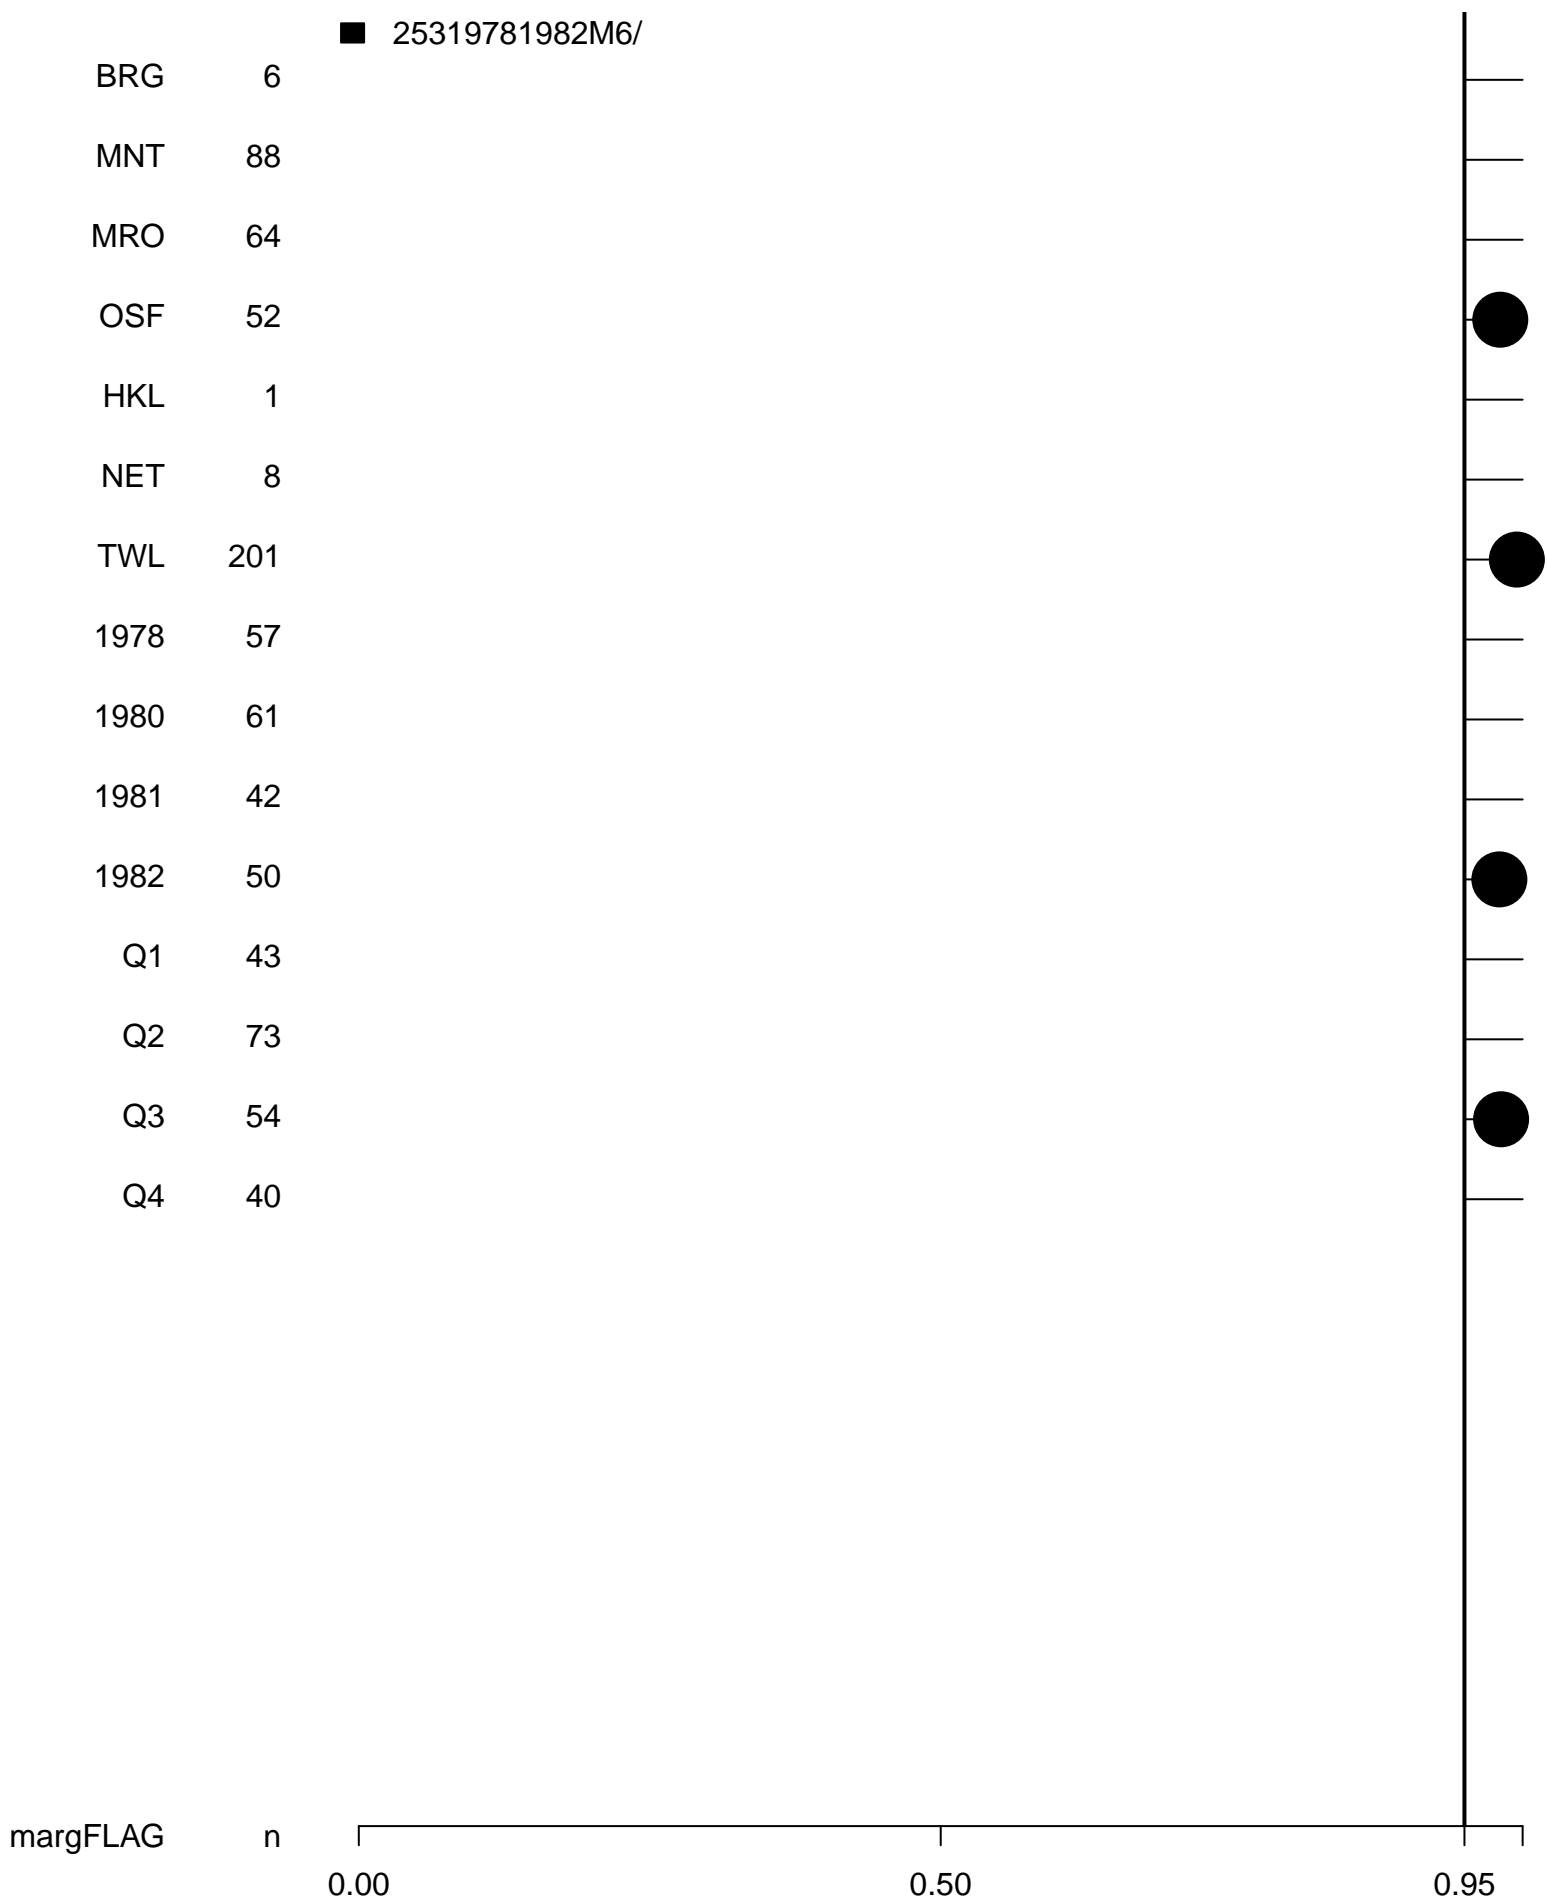 25319781982M6/
BRG 6
MNT 88
MRO 64
OSF 52
HKL 1
NET 8
TWL 201
1978 57
1980 61
1981 42
1982 50
Q1 43
Q2 73
Q3 54
Q4 40
margFLAG n
0.00 0.50 0.95